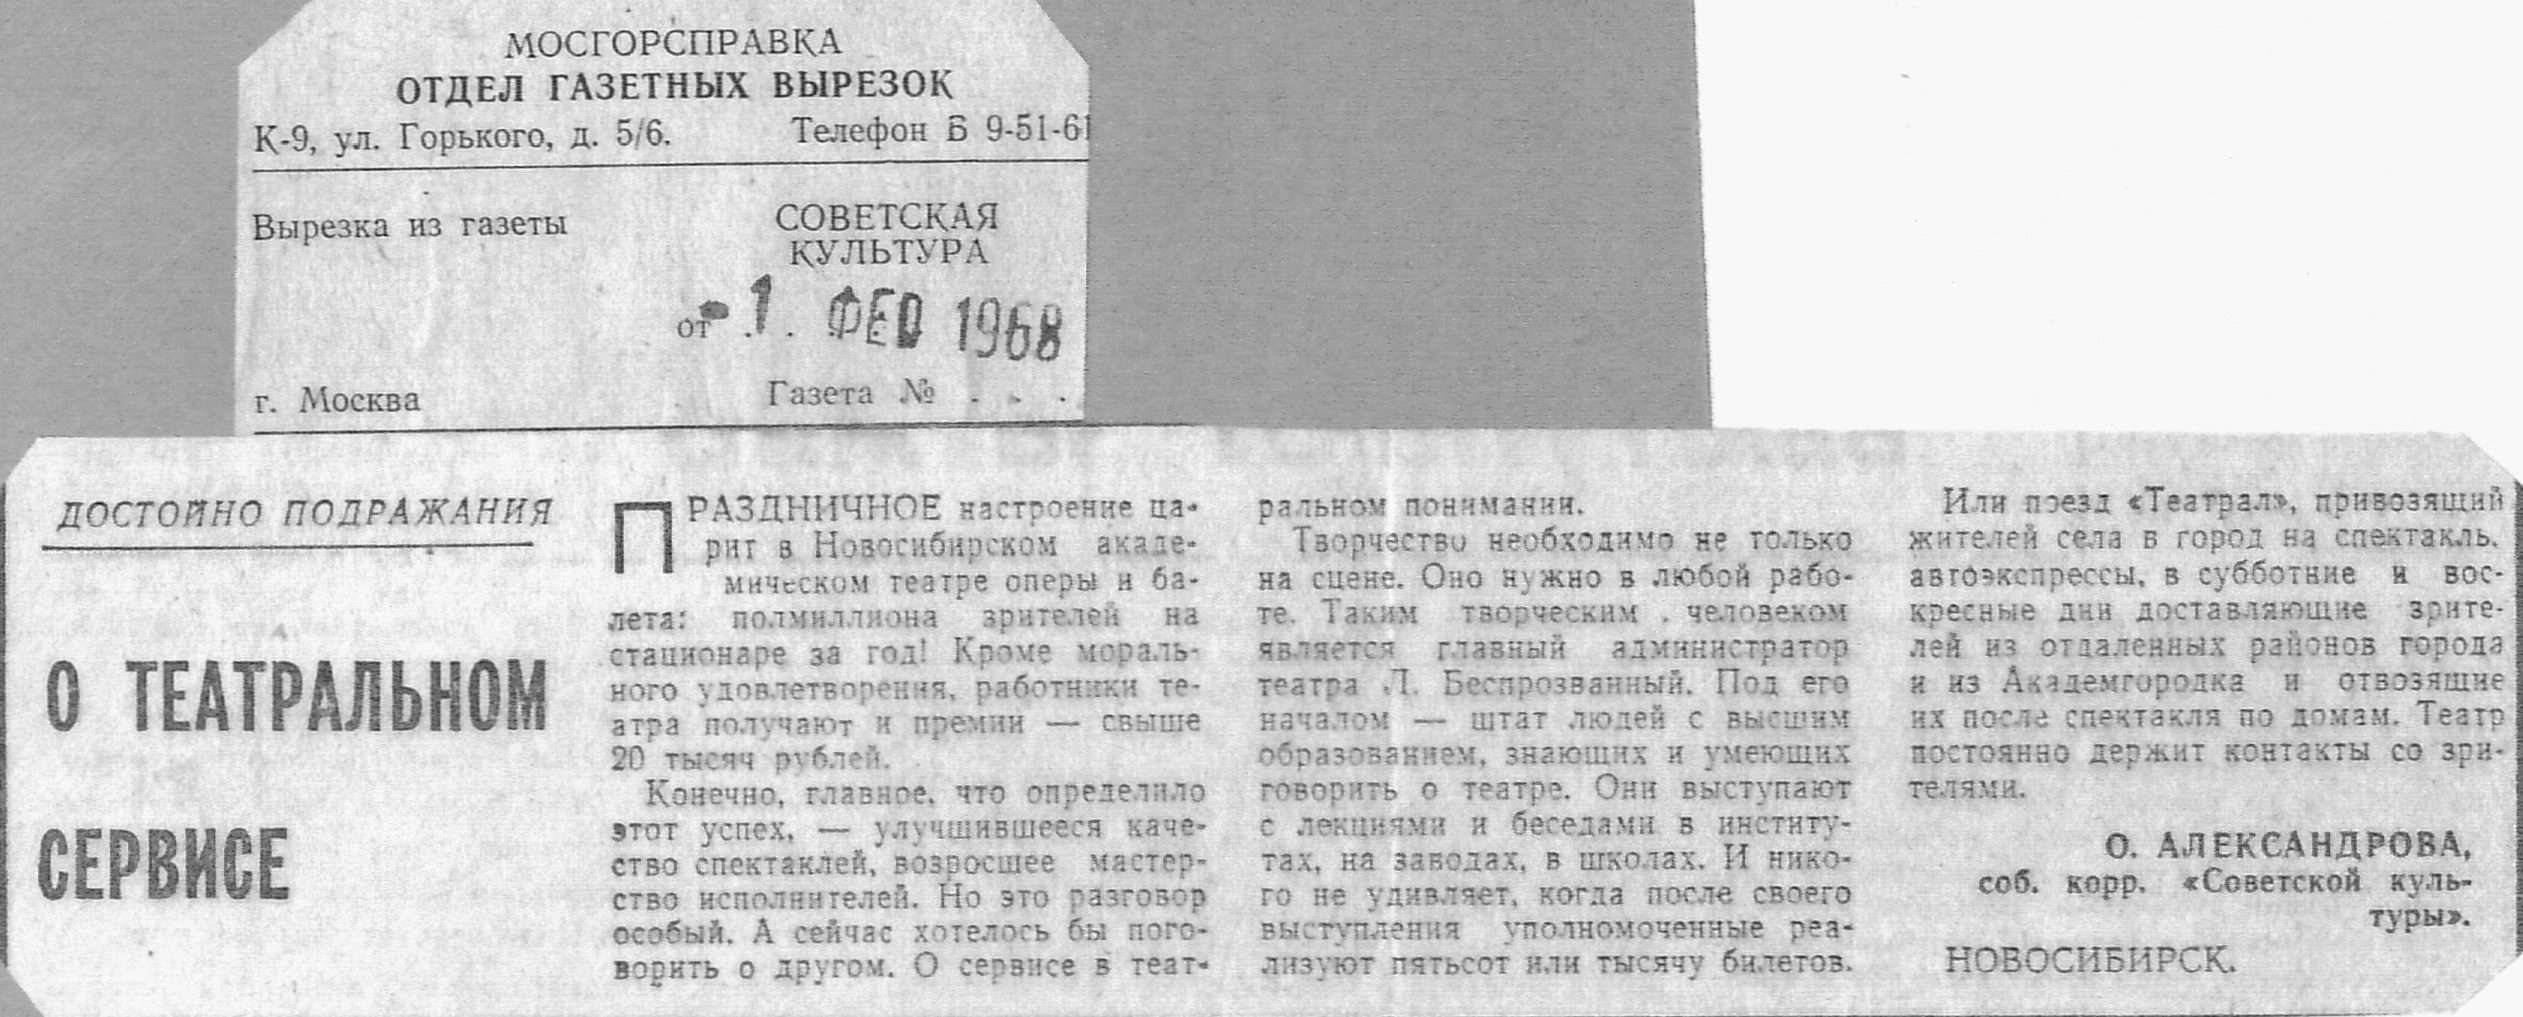 МОСГОРСПРАВКА
ОТДЕЛ ГАЗЕТНЫХ ВЫРЕЗОК
К-9, ул. Горького, д. 5/6. Телефон Б 9-51-61
Вырезка из газеты СОВЕТСКАЯ
КУЛЬТУРА
от -1. ФЕВ 1968
г. Москва Газета № . . .
ДОСТОЙНО ПОДРАЖАНИЯ
О ТЕАТРАЛЬНОМ
СЕРВИСЕ
ПРАЗДНИЧНОЕ настроение ца-
рит в Новосибирском акаде-
мическом театре оперы и ба-
лета: полмиллиона зрителей на
стационаре за год! Кроме мораль-
ного удовлетворения, работники те-
атра получают и премии — свыше
20 тысяч рублей.
Конечно, главное, что определило
этот успех, — улучшившееся каче-
ство спектаклей, возросшее мастер-
ство исполнителей. Но это разговор
особый. А сейчас хотелось бы пого-
ворить о другом. О сервисе в теат-
ральном понимании.
Творчество необходимо не только
на сцене. Оно нужно в любой рабо-
те. Таким творческим человеком
является главный администратор
театра Л. Беспрозванный. Под его
началом — штат людей с высшим
образованием, знающих и умеющих
говорить о театре. Они выступают
с лекциями и беседами в институ-
тах, на заводах, в школах. И нико-
го не удивляет, когда после своего
выступления уполномоченные реа-
лизуют пятьсот или тысячу билетов.
Или поезд «Театрал», привозящий
жителей села в город на спектакль,
автоэкспрессы, в субботние и вос-
кресные дни доставляющие зрите-
лей из отдаленных районов города
и из Академгородка и отвозящие
их после спектакля по домам. Театр
постоянно держит контакты со зри-
телями.
О. АЛЕКСАНДРОВА,
соб. корр. «Советской куль-
туры».
НОВОСИБИРСК.